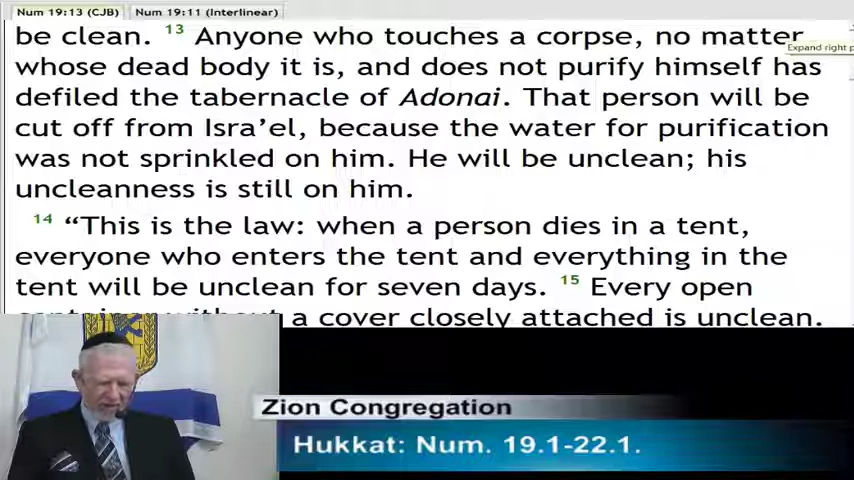 Num 19:13 (CJB) Num 19:11 (Interlinear)
be clean. 13 Anyone who touches a corpse, no matter
Expand right p
whose dead body it is, and does not purify himself has
defiled the tabernacle of Adonai. That person will be
cut off from Isra’el, because the water for purification
was not sprinkled on him. He will be unclean; his
uncleanness is still on him.
14 “This is the law: when a person dies in a tent,
everyone who enters the tent and everything in the
tent will be unclean for seven days. 15 Every open
a cover closely attached is unclean.
Zion Congregation
Hukkat: Num. 19.1-22.1.